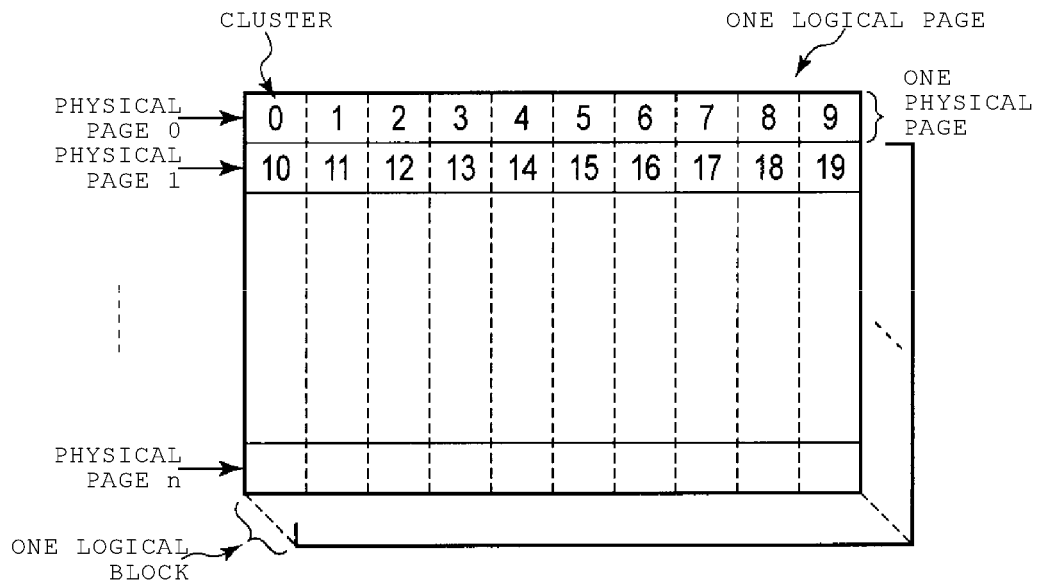 CLUSTER
ONE LOGICAL PAGE
ONE
PHYSICAL
PAGE
PHYSICAL
PAGE 0
0 1 2 3 4 5 6 7 8 9
PHYSICAL
PAGE 1
10 11 12 13 14 15 16 17 18 19
PHYSICAL
PAGE n
ONE LOGICAL
BLOCK